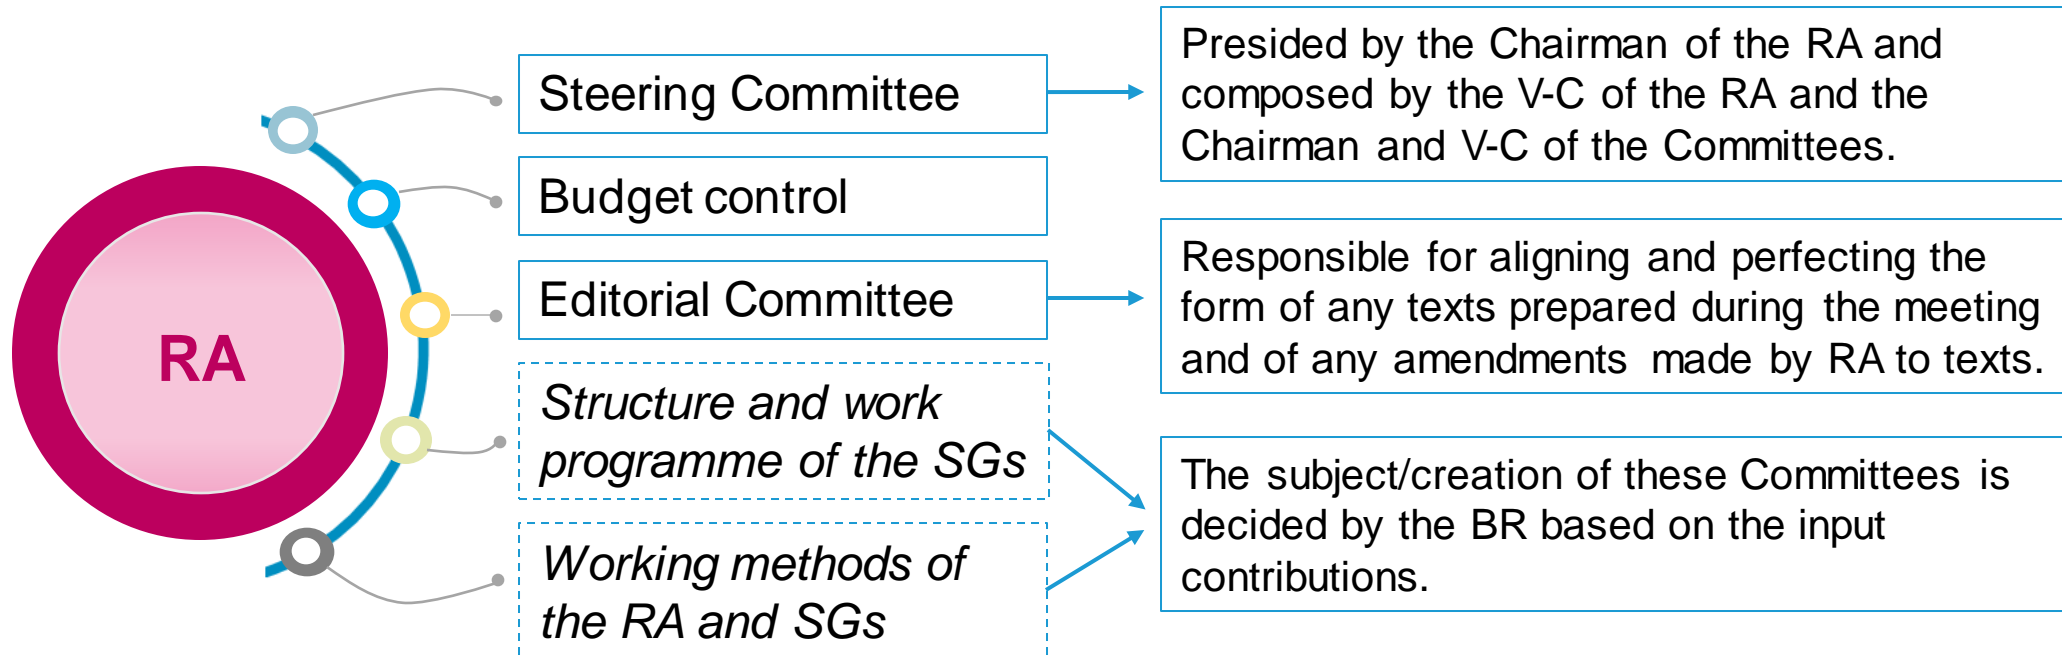 RA
Steering Committee
Presided by the Chairman of the RA and
composed by the V-C of the RA and the
Chairman and V-C of the Committees.
Budget control
Editorial Committee
Responsible for aligning and perfecting the
form of any texts prepared during the meeting
and of any amendments made by RA to texts.
Structure and work
programme of the SGs
Working methods of
the RA and SGs
The subject/creation of these Committees is
decided by the BR based on the input
contributions.